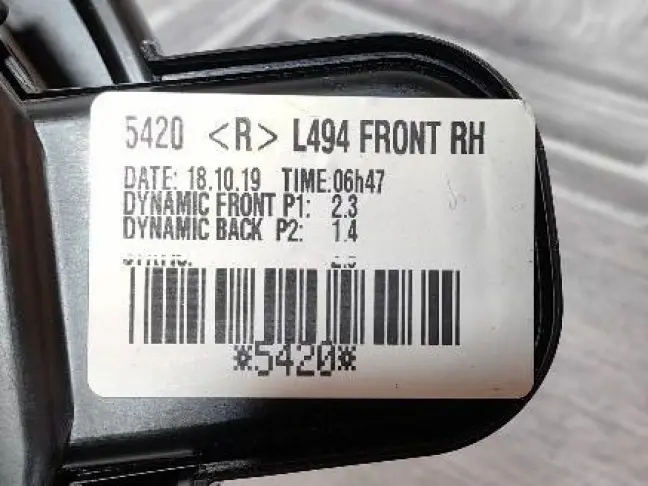 5420 <R> L494 FRONT RH
DATE: 18.10.19 TIME:06h47
DYNAMIC FRONT P1: 2.3
DYNAMIC BACK P2: 1.4
*5420*